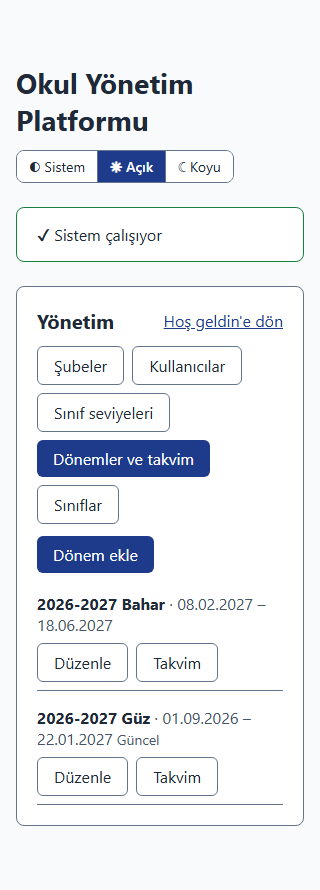 Okul Yönetim
Platformu
Sistem Açık Koyu
✓ Sistem çalışıyor
Yönetim Hoş geldin'e dön
Şubeler Kullanıcılar
Sınıf seviyeleri
Dönemler ve takvim
Sınıflar
Dönem ekle
2026-2027 Bahar · 08.02.2027 –
18.06.2027
Düzenle Takvim
2026-2027 Güz · 01.09.2026 –
22.01.2027 Güncel
Düzenle Takvim